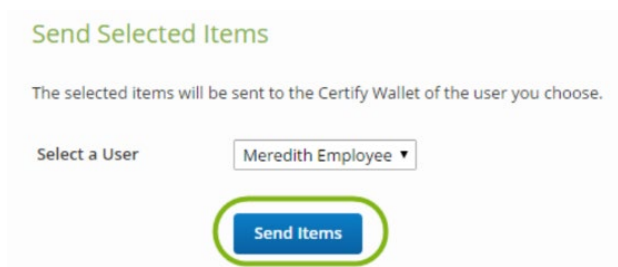 Send Selected Items
The selected items will be sent to the Certify Wallet of the user you choose.
Select a User Meredith Employee
Send Items